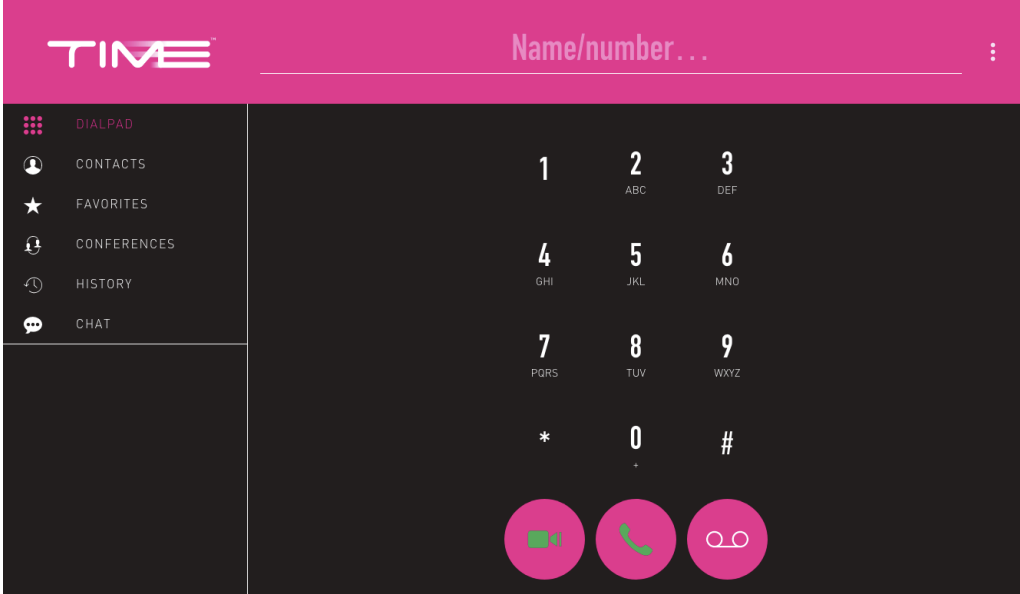 TIME™
Name/number...
DIALPAD
CONTACTS
FAVORITES
CONFERENCES
HISTORY
CHAT
1 2 3
ABC DEF
4 5 6
GHI JKL MNO
7 8 9
PQRS TUV WXYZ
* 0 #
+